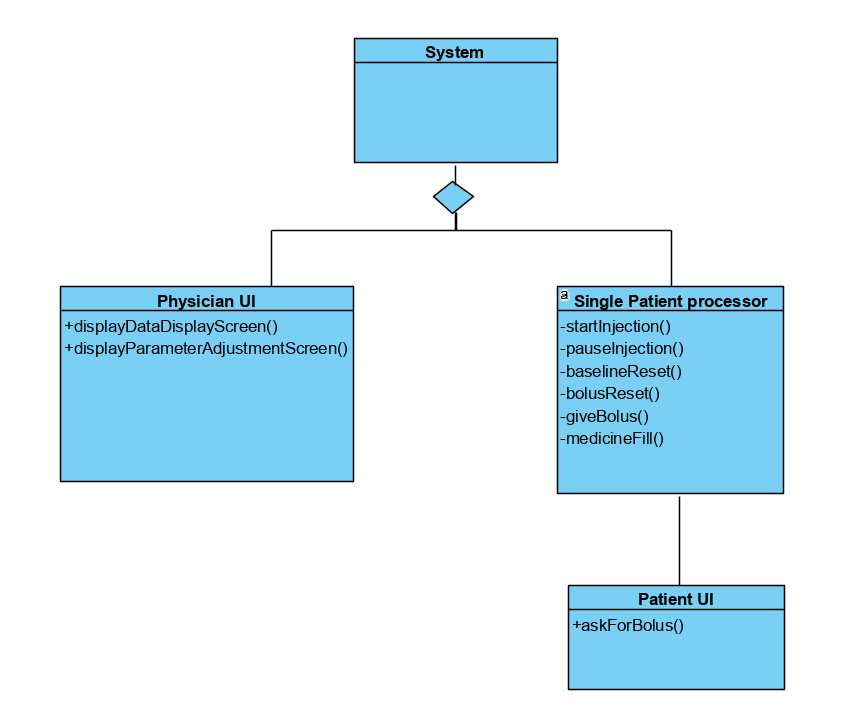 System
Physician UI
+displayDataDisplayScreen()
+displayParameterAdjustmentScreen()
a
Single Patient processor
-startInjection()
-pauseInjection()
-baselineReset()
-bolusReset()
-giveBolus()
-medicineFill()
Patient UI
+askForBolus()